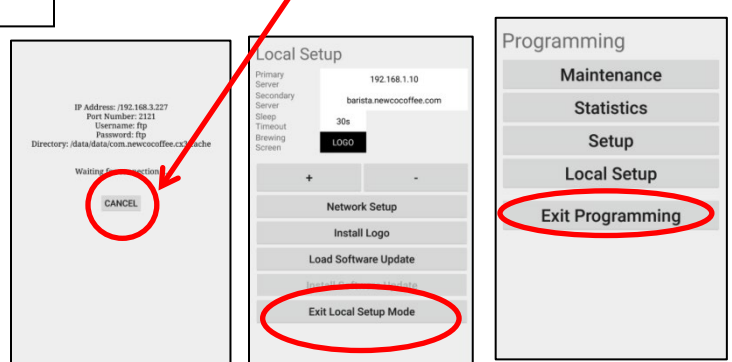 IP Address: /192.168.3.227
Port Number: 2121
Username: ftp
Password: ftp
Directory: /data/data/com.newcocoffee.cx3/cache
Waiting for connection
CANCEL
Local Setup
Primary
Server
192.168.1.10
Secondary
Server
barista.newcocoffee.com
Sleep
Timeout
30s
Brewing
Screen
LOGO
+ -
Network Setup
Install Logo
Load Software Update
Install Software Update
Exit Local Setup Mode
Programming
Maintenance
Statistics
Setup
Local Setup
Exit Programming